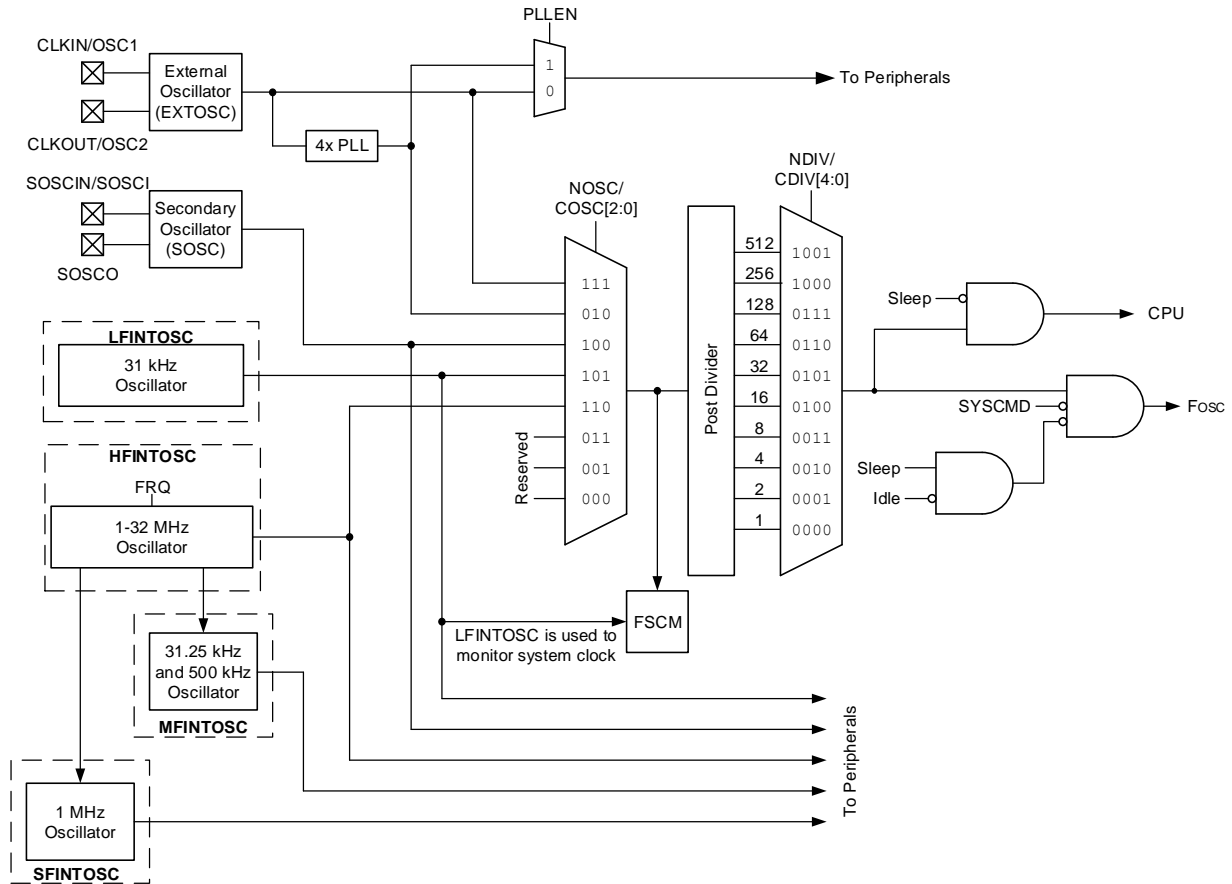 PLLEN
CLKIN/OSC1
External
Oscillator
(EXTOSC)
1
0
To Peripherals
CLKOUT/OSC2
4x PLL
SOSCIN/SOSCI
Secondary
Oscillator
(SOSC)
SOSCO
NOSC/
COSC[2:0]
NDIV/
CDIV[4:0]
111
010
100
101
110
011
001
000
Reserved
Post Divider
512
256
128
64
32
16
8
4
2
1
1001
1000
0111
0110
0101
0100
0011
0010
0001
0000
Sleep
CPU
SYSCMD
FOSC
Sleep
Idle
LFINTOSC
31 kHz
Oscillator
HFINTOSC
FRQ
1-32 MHz
Oscillator
FSCM
LFINTOSC is used to
monitor system clock
31.25 kHz
and 500 kHz
Oscillator
MFINTOSC
To Peripherals
1 MHz
Oscillator
SFINTOSC